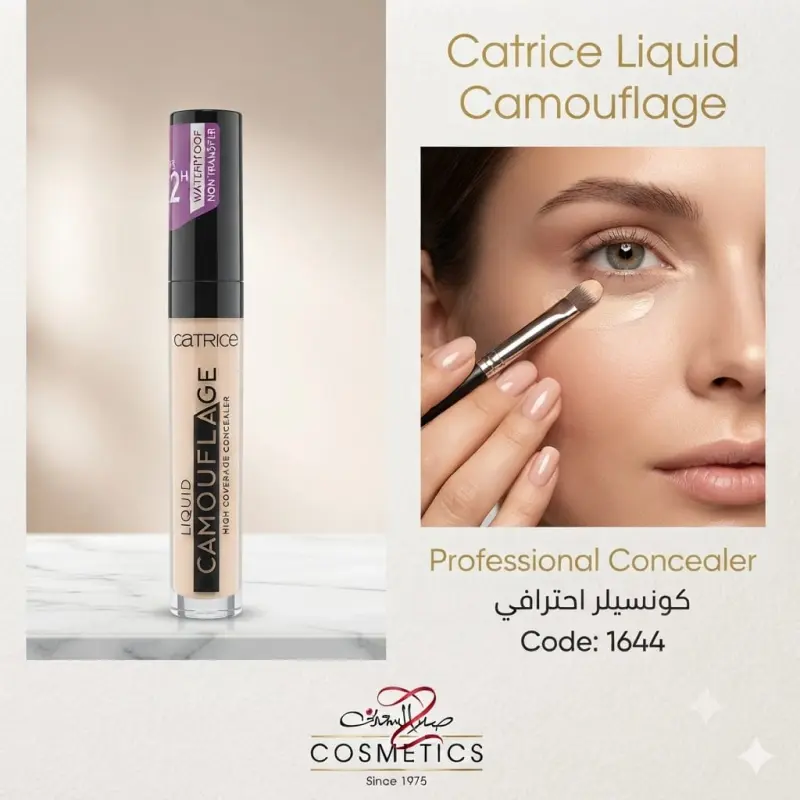 Catrice Liquid
Camouflage
2H
WATERPROOF
NON TRANSFER
CATRICE
LIQUID
CAMOUFLAGE
HIGH COVERAGE CONCEALER
Professional Concealer
كونسيلر احترافي
Code: 1644
COSMETICS
Since 1975